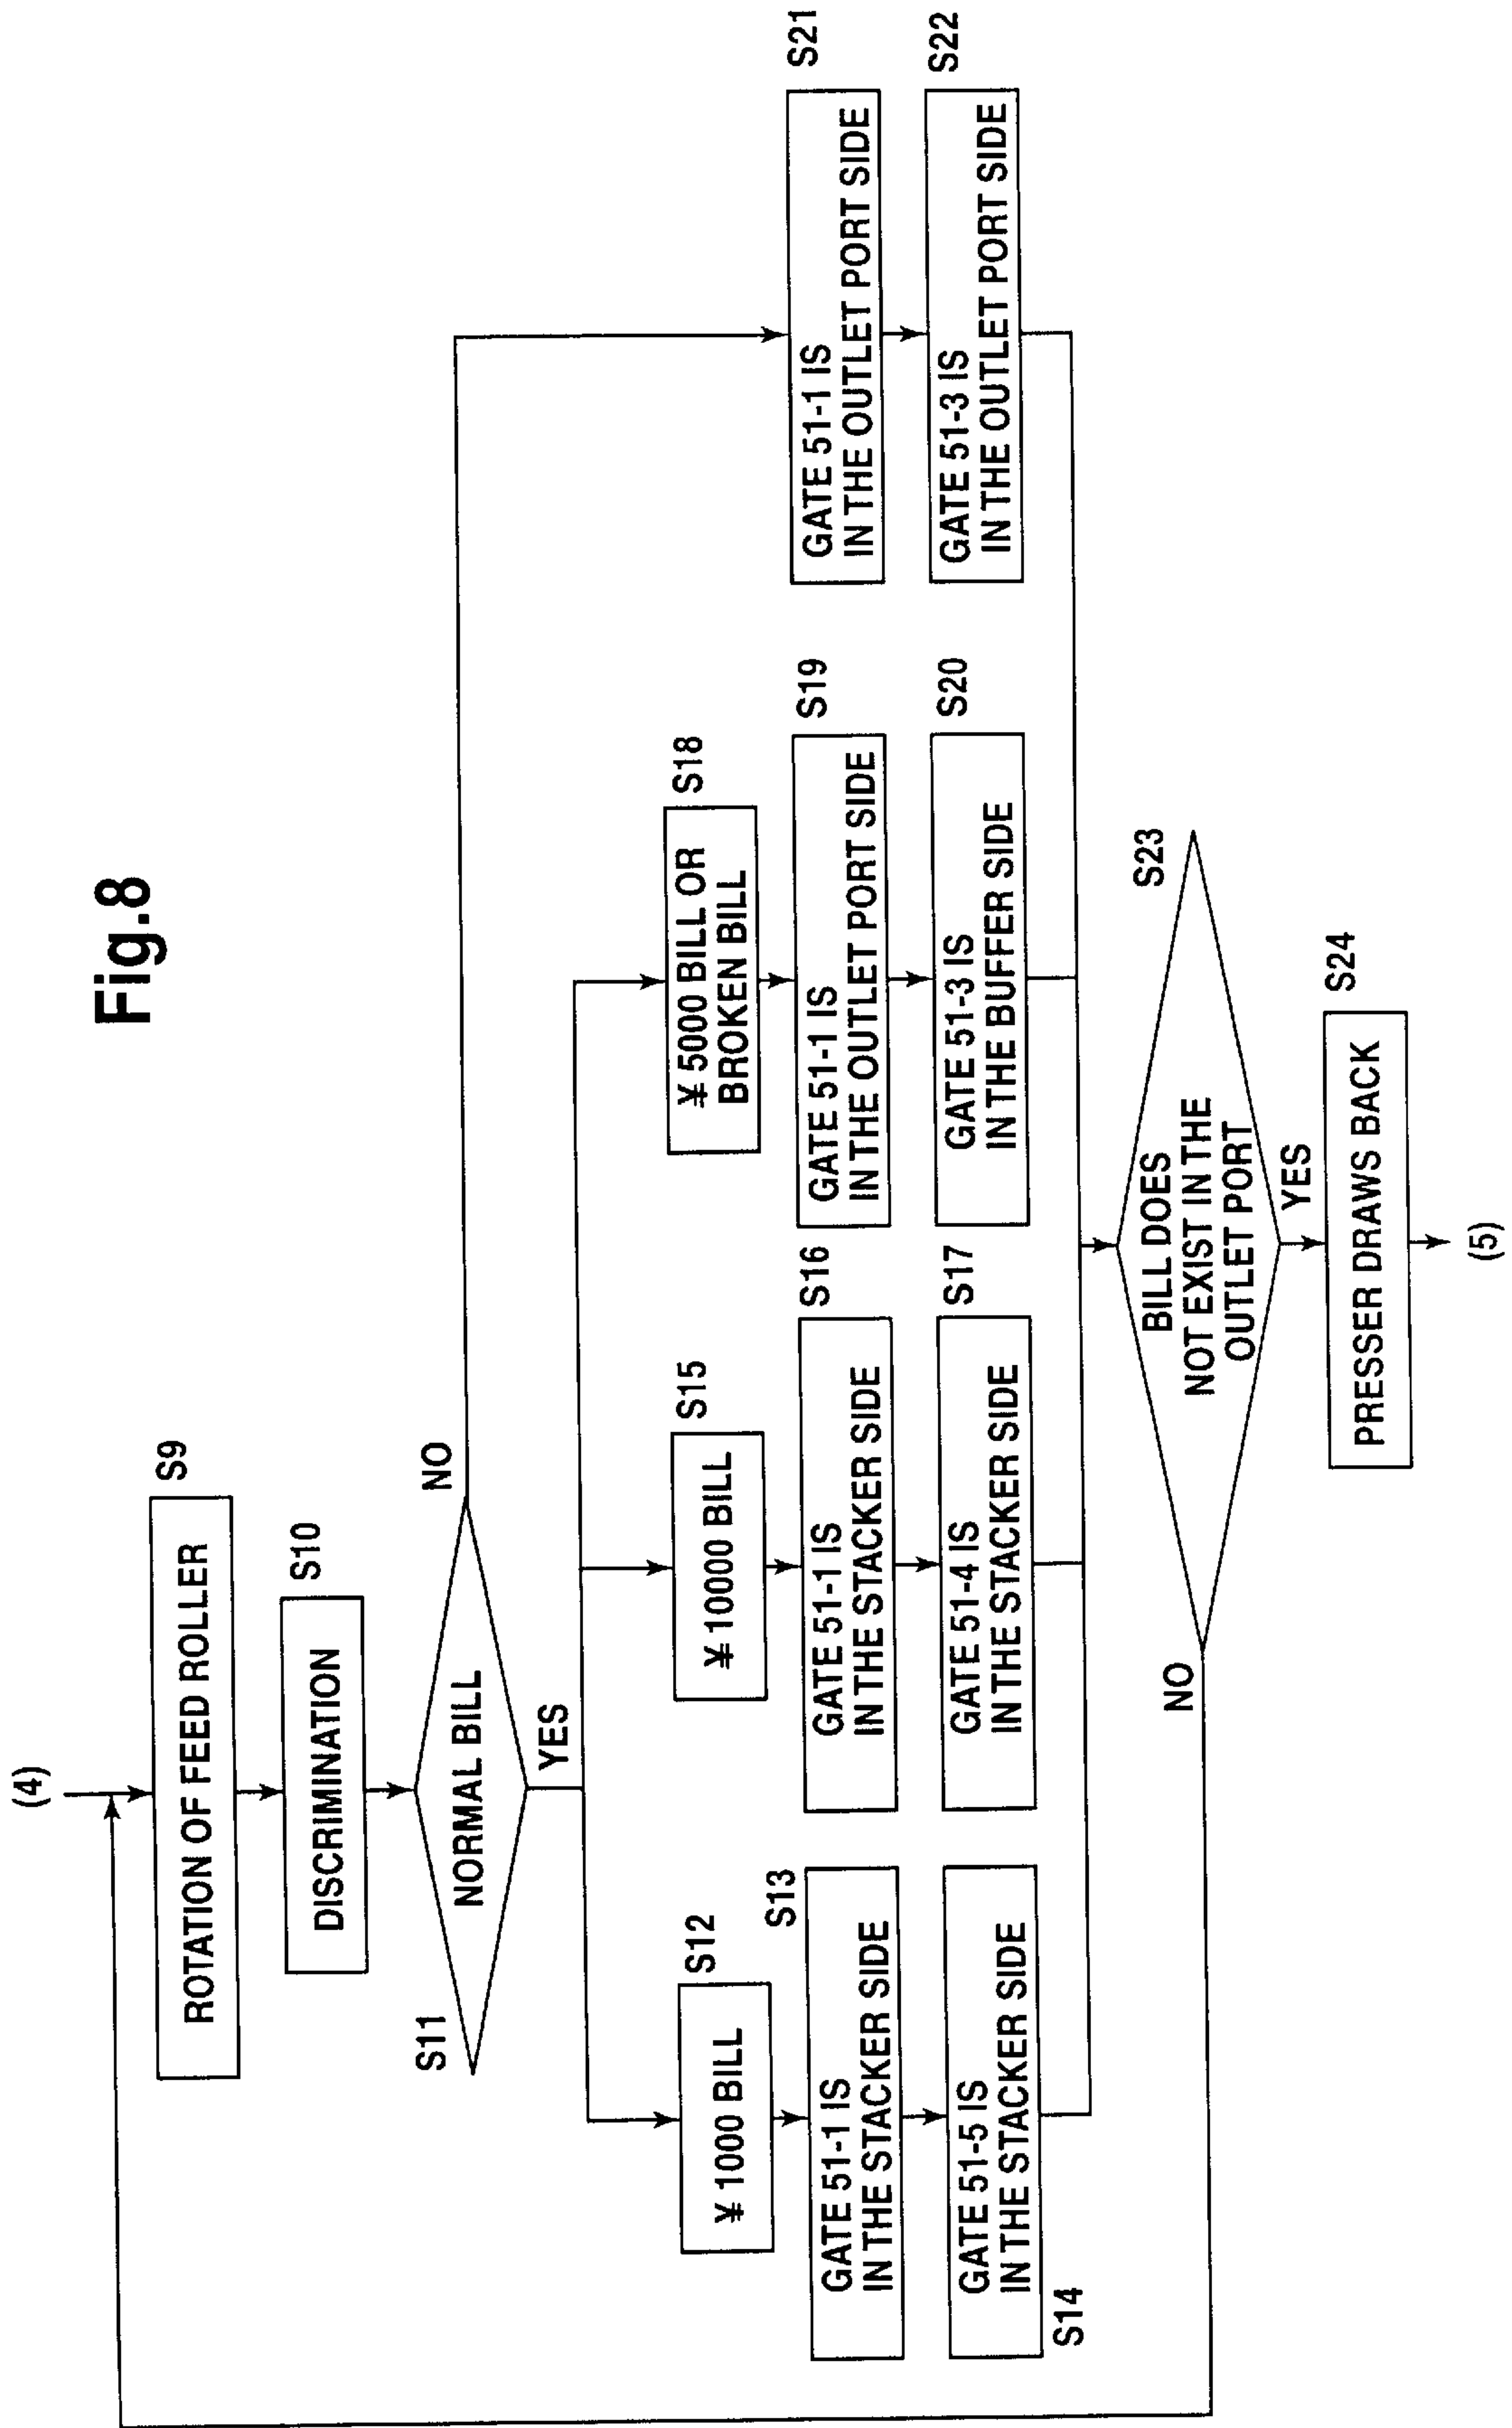 Fig.8
(4)
ROTATION OF FEED ROLLER
S9
DISCRIMINATION
S10
S11
NORMAL BILL
NO
YES
¥ 1000 BILL
S12
GATE 51-1 IS
IN THE STACKER SIDE
S13
GATE 51-5 IS
IN THE STACKER SIDE
S14
¥ 10000 BILL
S15
GATE 51-1 IS
IN THE STACKER SIDE
S16
GATE 51-4 IS
IN THE STACKER SIDE
S17
¥ 5000 BILL OR
BROKEN BILL
S18
GATE 51-1 IS
IN THE OUTLET PORT SIDE
S19
GATE 51-3 IS
IN THE BUFFER SIDE
S20
GATE 51-1 IS
IN THE OUTLET PORT SIDE
S21
GATE 51-3 IS
IN THE OUTLET PORT SIDE
S22
BILL DOES
NOT EXIST IN THE
OUTLET PORT
S23
NO
YES
PRESSER DRAWS BACK
S24
(5)